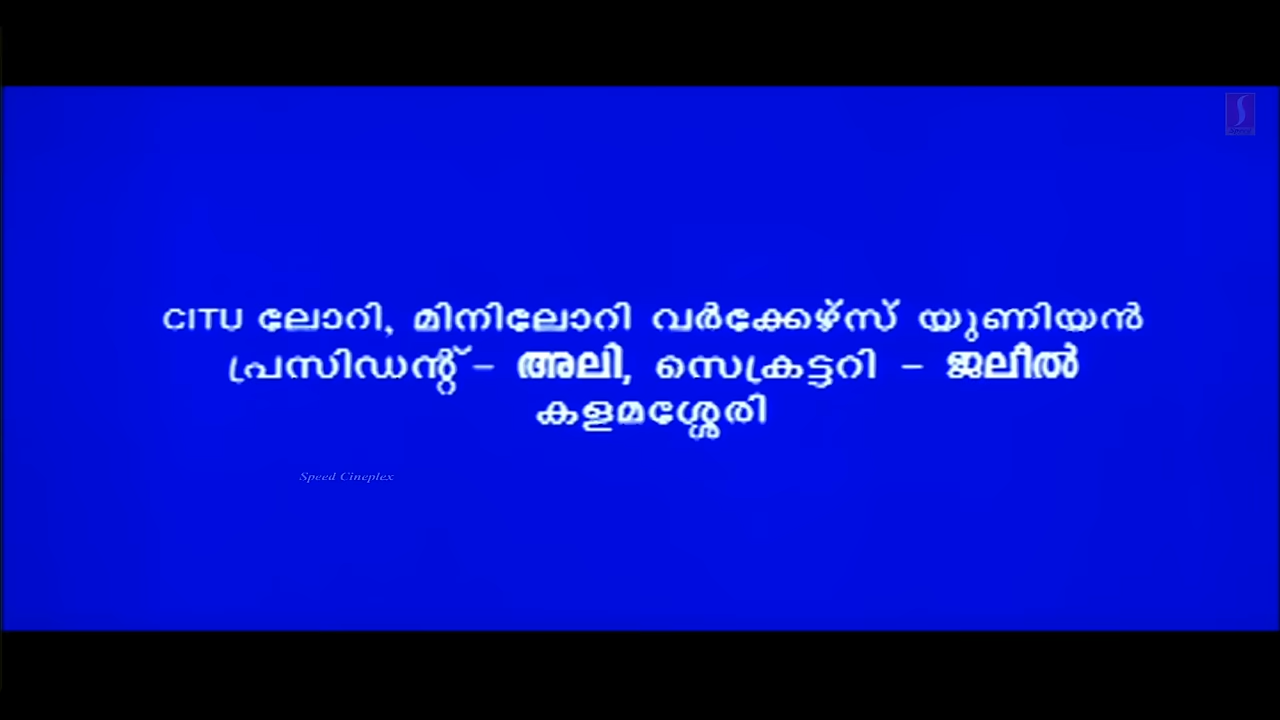 CITU ലോറി, മിനിലോറി വർക്കേഴ്സ് യുണിയൻ
പ്രസിഡന്റ് – അലി, സെക്രട്ടറി – ജലീൽ
കളമശ്ശേരി
Speed Cineplex